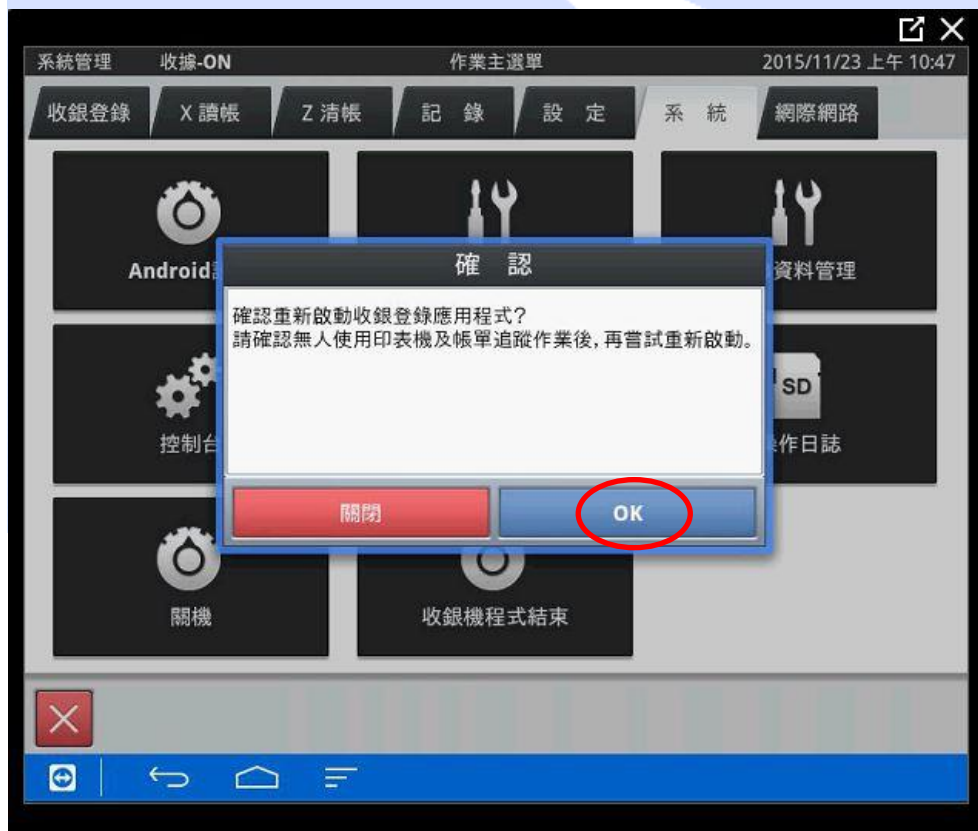 系統管理 收據-ON 作業主選單 2015/11/23 上午 10:47
收銀登錄 X 讀帳 Z 清帳 記 錄 設 定 系 統 網際網路
確 認
Android 資料管理
確認重新啟動收銀登錄應用程式?
請確認無人使用印表機及帳單追蹤作業後,再嘗試重新啟動。
SD
控制台 作日誌
關閉 OK
關機 收銀機程式結束